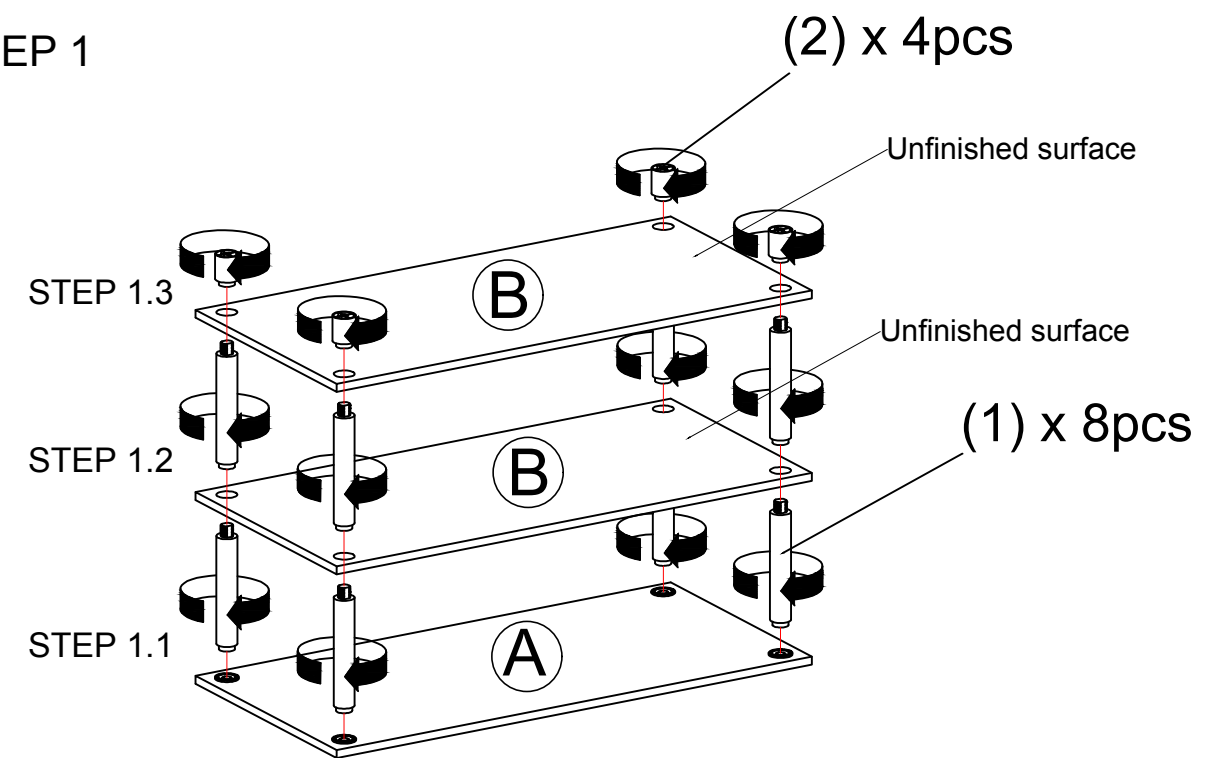 EP 1
(2) x 4pcs
Unfinished surface
STEP 1.3
B
Unfinished surface
(1) x 8pcs
STEP 1.2
B
STEP 1.1
A